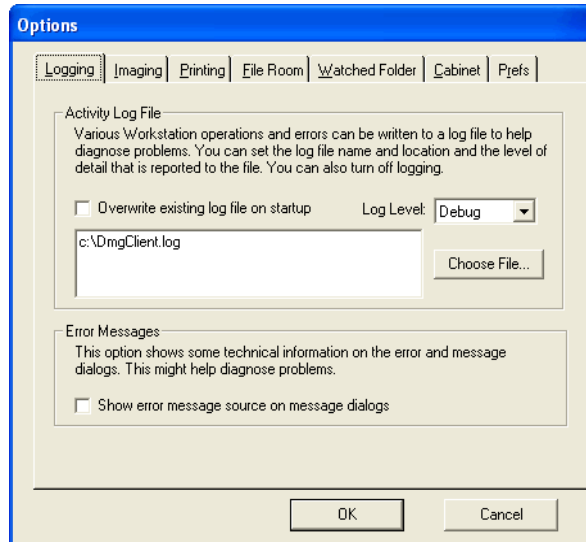 Options
Logging Imaging Printing File Room Watched Folder Cabinet Prefs
Activity Log File
Various Workstation operations and errors can be written to a log file to help
diagnose problems. You can set the log file name and location and the level of
detail that is reported to the file. You can also turn off logging.
Overwrite existing log file on startup Log Level: Debug
c:\DmgClient.log
Choose File...
Error Messages
This option shows some technical information on the error and message
dialogs. This might help diagnose problems.
Show error message source on message dialogs
OK Cancel